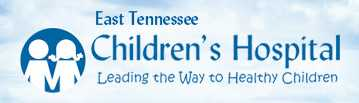 East Tennessee
Children's Hospital
Leading the Way to Healthy Children